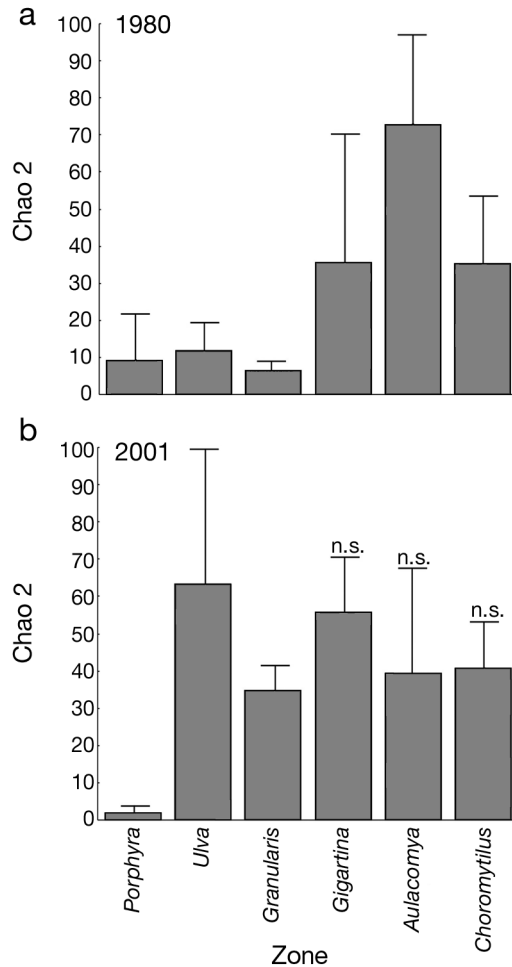 a
1980
100
90
80
70
60
50
40
30
20
10
0
Chao 2
b
2001
100
90
80
70
60
50
40
30
20
10
0
Chao 2
n.s.
n.s.
n.s.
Porphyra
Ulva
Granularis
Gigartina
Aulacomya
Choromytilus
Zone